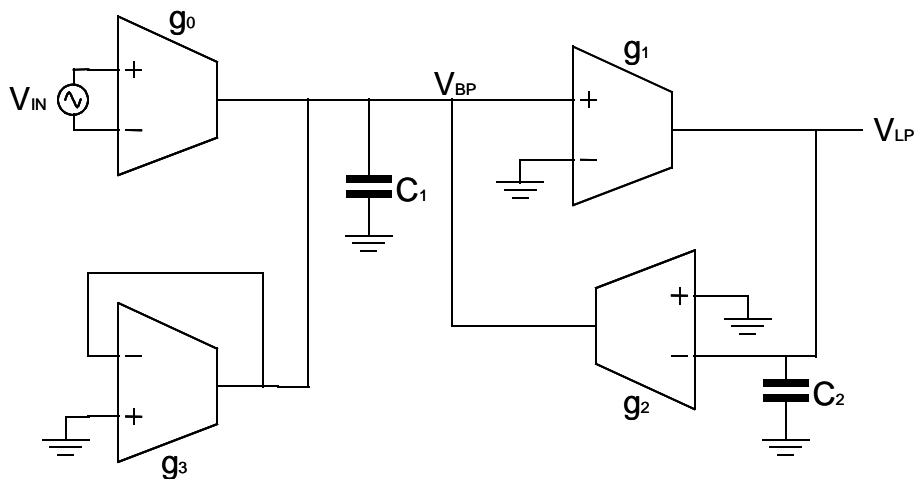 g0
+
−
VIN
VBP
C1
g1
+
−
VLP
g3
−
+
g2
+
−
C2